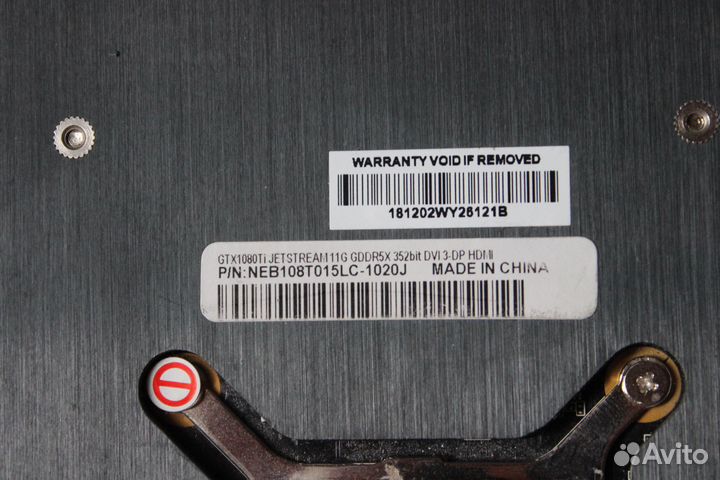 WARRANTY VOID IF REMOVED
181202WY26121B
GTX1080Ti JETSTREAM 11G GDDR5X 352bit DVI 3-DP HDMI
P/N:NEB108T015LC-1020J MADE IN CHINA
Avito